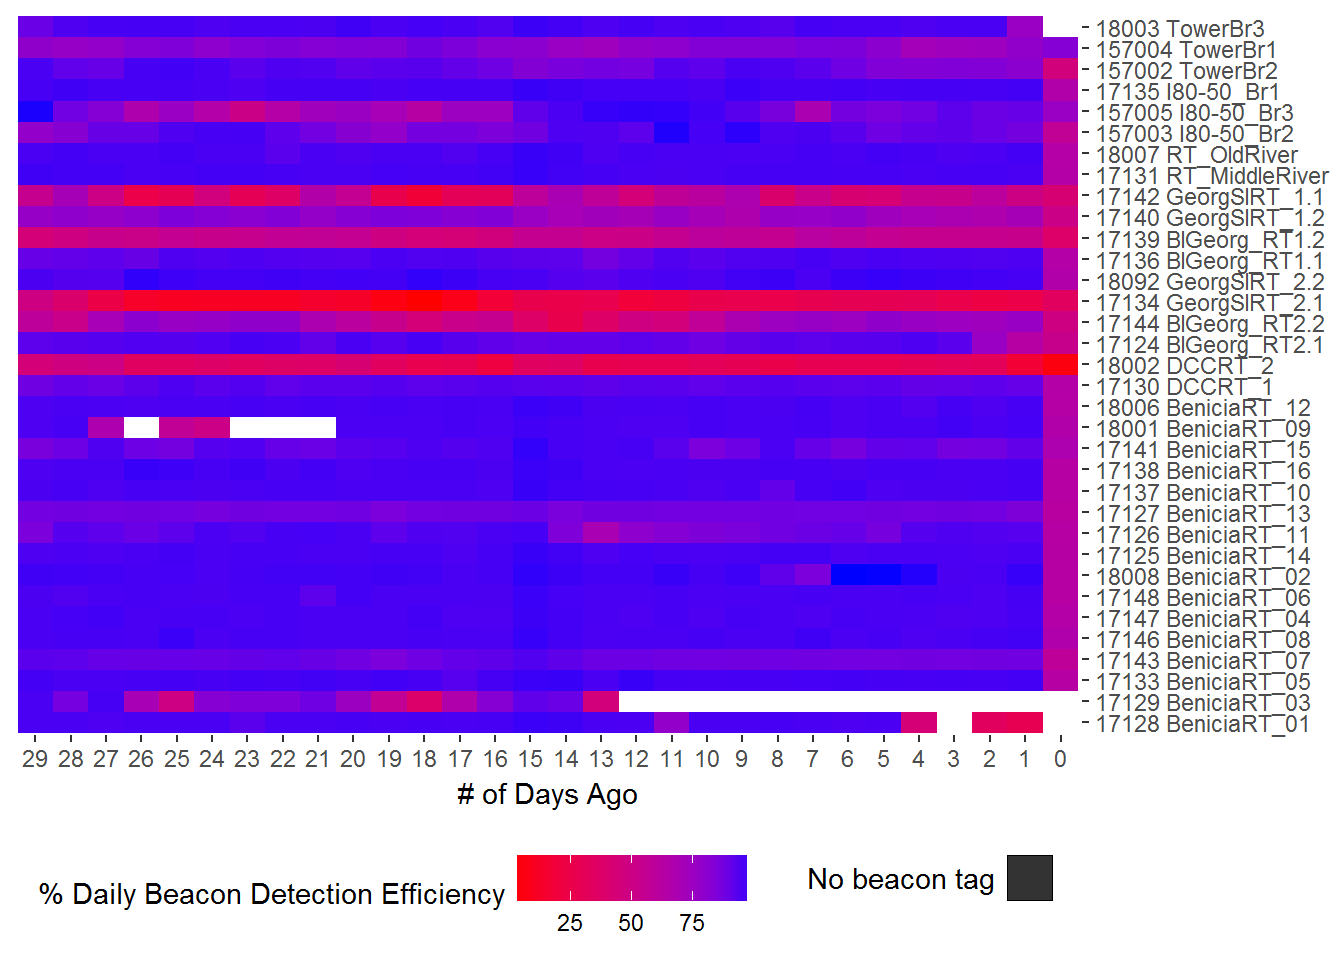 18003 TowerBr3
157004 TowerBr1
157002 TowerBr2
17135 I80-50_Br1
157005 I80-50_Br3
157003 I80-50_Br2
18007 RT_OldRiver
17131 RT_MiddleRiver
17142 GeorgSlRT_1.1
17140 GeorgSlRT_1.2
17139 BlGeorg_RT1.2
17136 BlGeorg_RT1.1
18092 GeorgSlRT_2.2
17134 GeorgSlRT_2.1
17144 BlGeorg_RT2.2
17124 BlGeorg_RT2.1
18002 DCCRT_2
17130 DCCRT_1
18006 BeniciaRT_12
18001 BeniciaRT_09
17141 BeniciaRT_15
17138 BeniciaRT_16
17137 BeniciaRT_10
17127 BeniciaRT_13
17126 BeniciaRT_11
17125 BeniciaRT_14
18008 BeniciaRT_02
17148 BeniciaRT_06
17147 BeniciaRT_04
17146 BeniciaRT_08
17143 BeniciaRT_07
17133 BeniciaRT_05
17129 BeniciaRT_03
17128 BeniciaRT_01
29 28 27 26 25 24 23 22 21 20 19 18 17 16 15 14 13 12 11 10 9 8 7 6 5 4 3 2 1 0
# of Days Ago
% Daily Beacon Detection Efficiency
25 50 75
No beacon tag